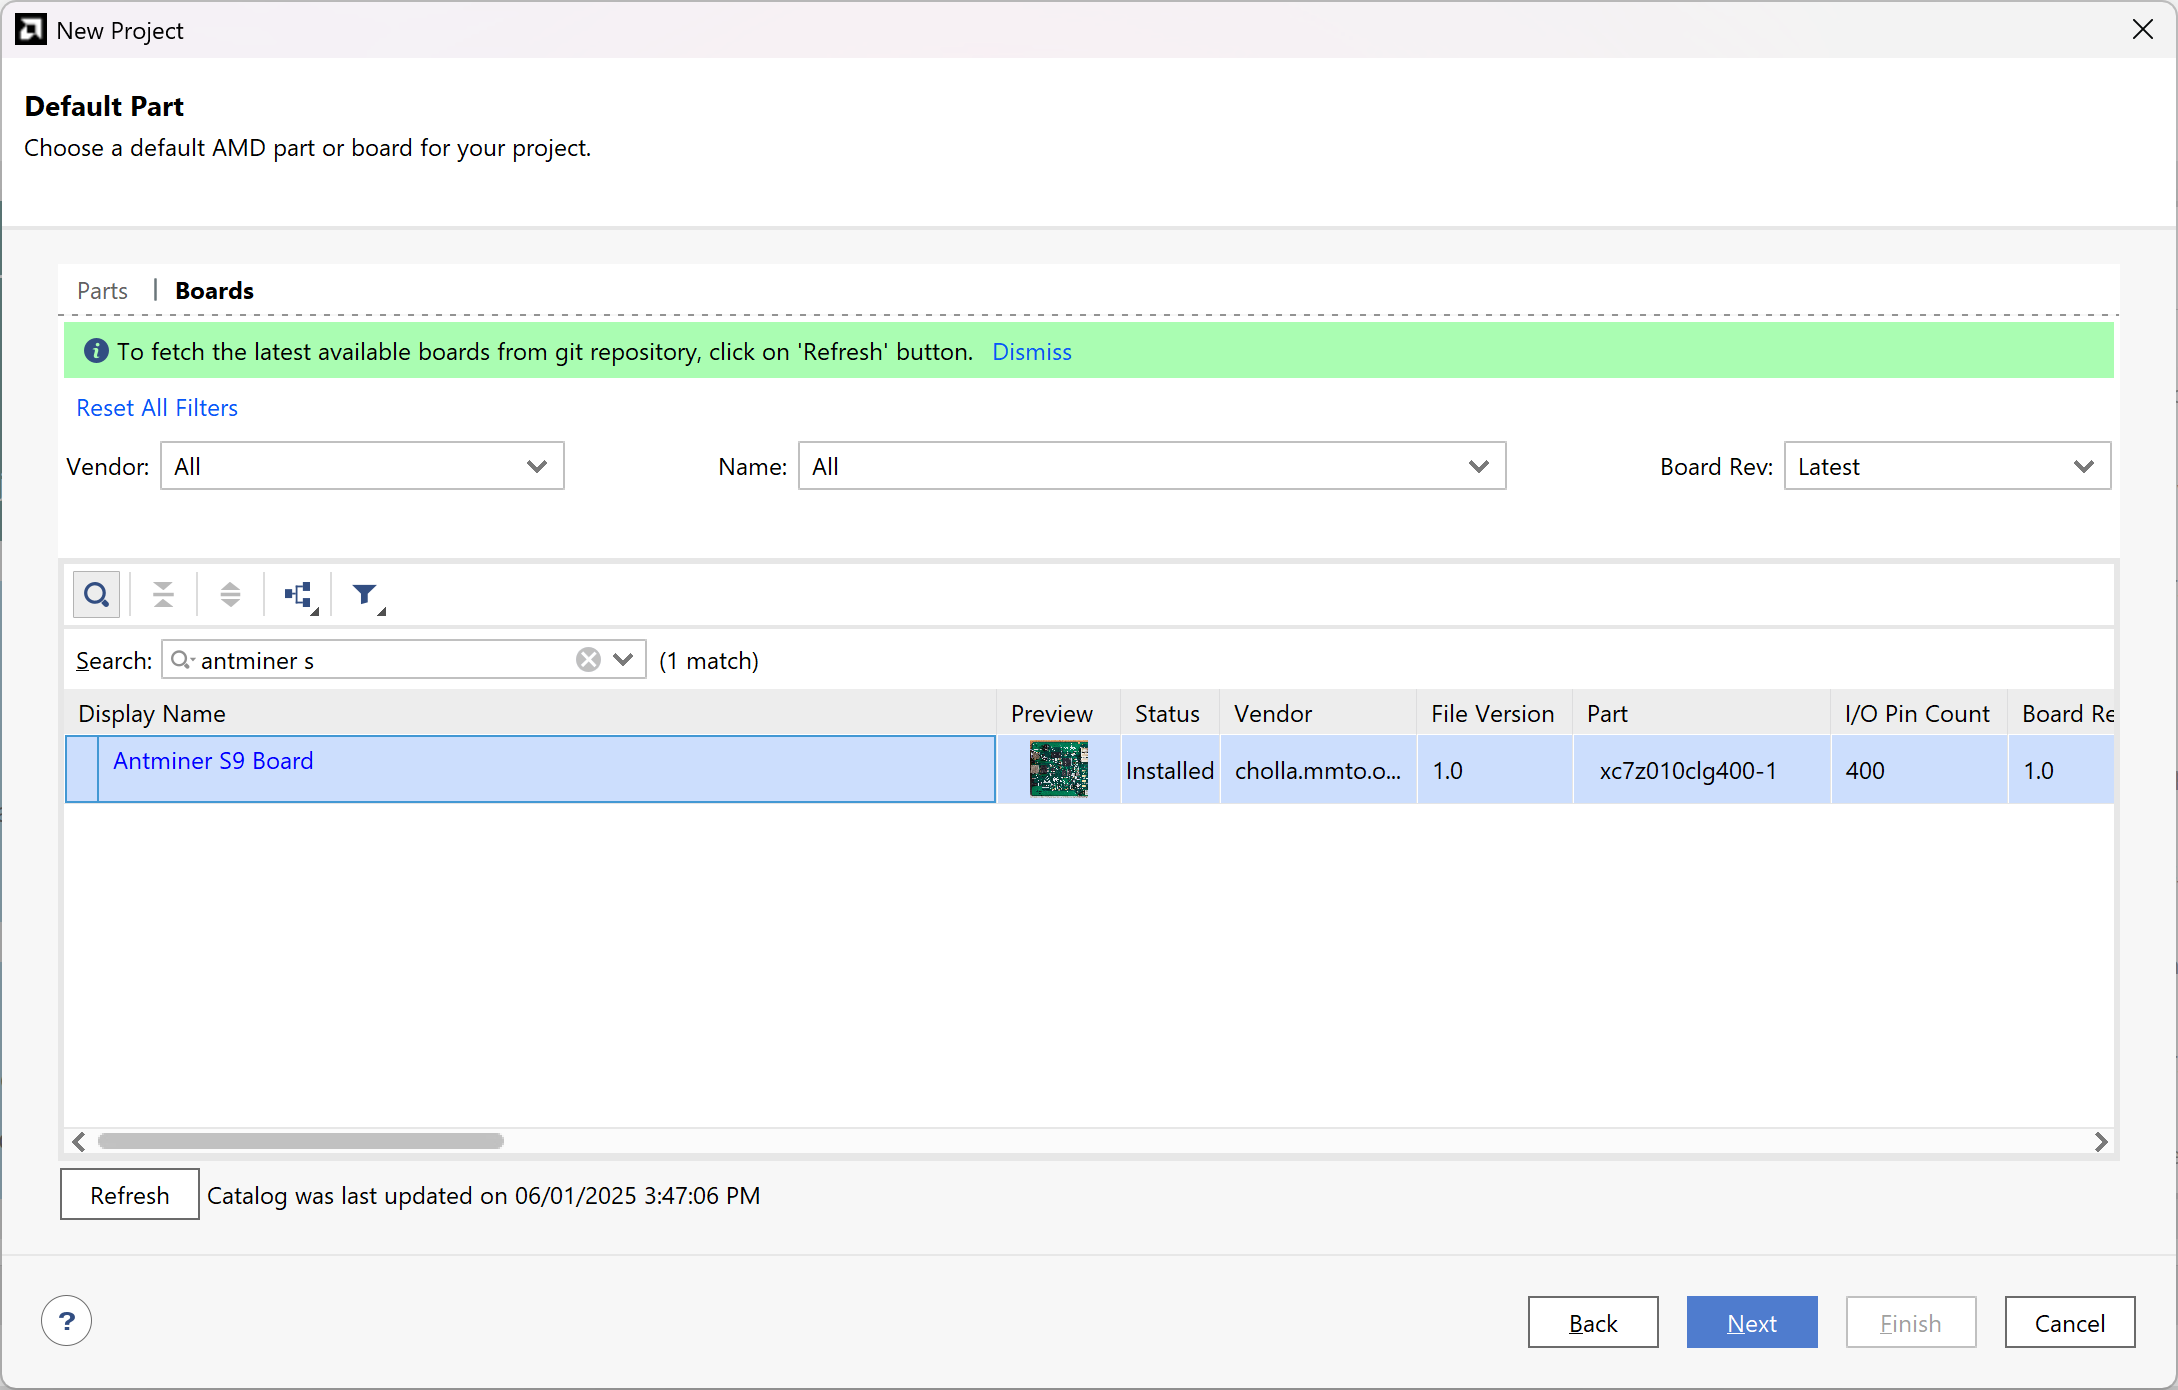 New Project
Default Part
Choose a default AMD part or board for your project.
Parts | Boards
To fetch the latest available boards from git repository, click on 'Refresh' button. Dismiss
Reset All Filters
Vendor: All Name: All Board Rev: Latest
Search: antminer s (1 match)
Display Name Preview Status Vendor File Version Part I/O Pin Count Board Re
Antminer S9 Board Installed cholla.mmto.o... 1.0 xc7z010clg400-1 400 1.0
Refresh Catalog was last updated on 06/01/2025 3:47:06 PM
? Back Next Finish Cancel